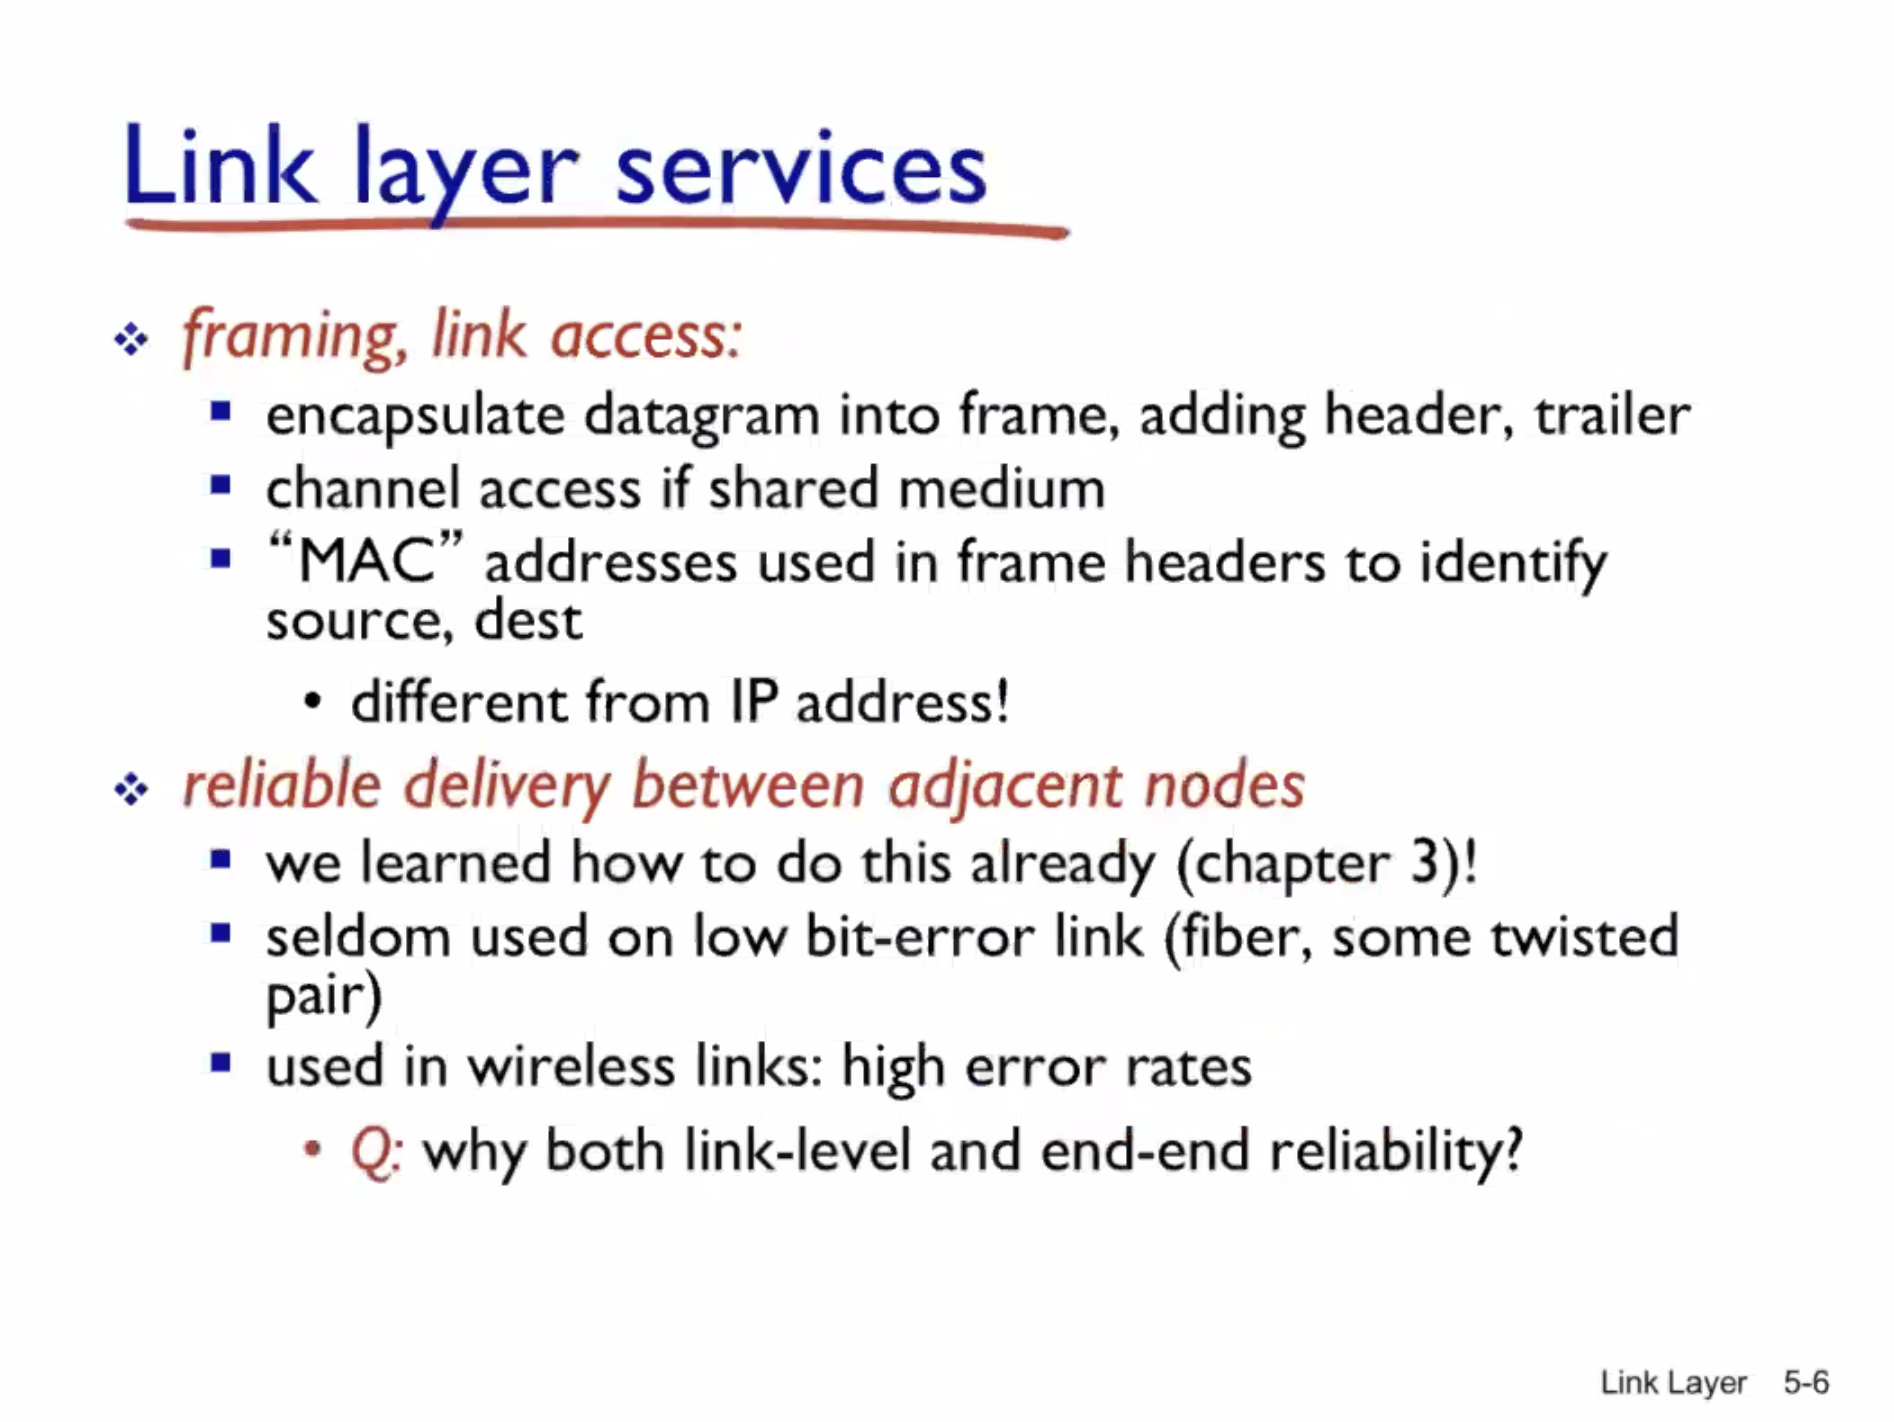 Link layer services
framing, link access:
encapsulate datagram into frame, adding header, trailer
channel access if shared medium
“MAC” addresses used in frame headers to identify
source, dest
• different from IP address!
reliable delivery between adjacent nodes
we learned how to do this already (chapter 3)!
seldom used on low bit-error link (fiber, some twisted
pair)
used in wireless links: high error rates
• Q: why both link-level and end-end reliability?
Link Layer 5-6